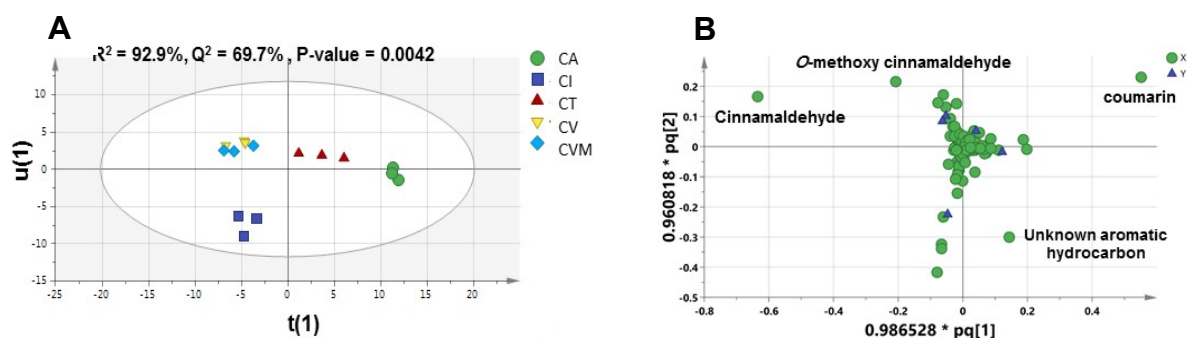 A
R² = 92.9%, Q² = 69.7% , P-value = 0.0042
10
5
0
-5
-10
-15
-25 -20 -15 -10 -5 0 5 10 15 20
u(1)
t(1)
CA
CI
CT
CV
CVM
B
O-methoxy cinnamaldehyde
Cinnamaldehyde
coumarin
Unknown aromatic
hydrocarbon
X
Y
0.2
0.1
0
-0.1
-0.2
-0.3
-0.4
-0.5
-0.8 -0.6 -0.4 -0.2 0 0.2 0.4
0.960818 * pq[2]
0.986528 * pq[1]